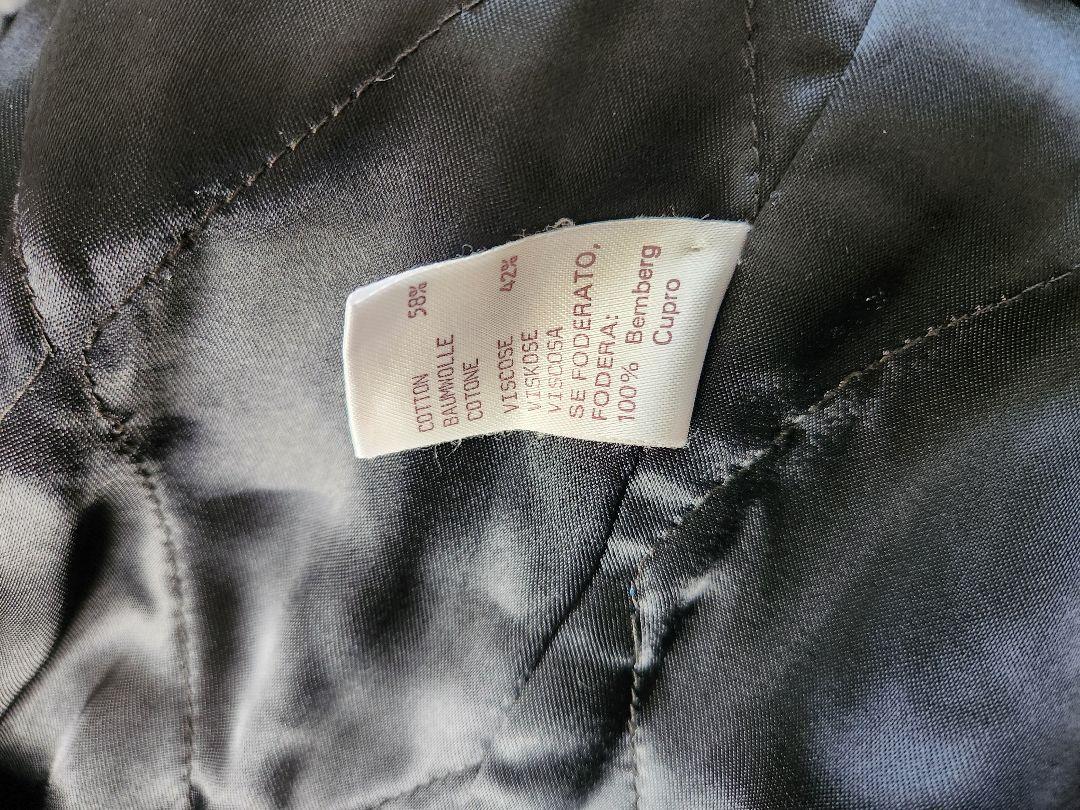 COTTON 58%
BAUMWOLLE
COTONE
VISCOSE 42%
VISKOSE
VISCOSA
SE FODERATO,
FODERA:
100% Bemberg
Cupro